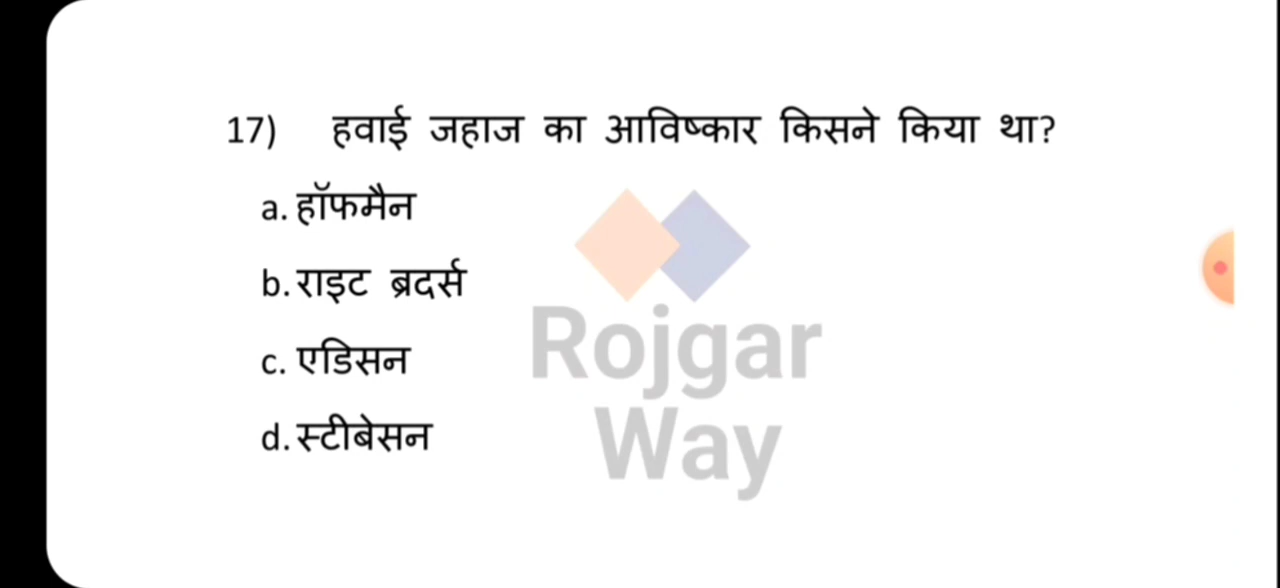 17) हवाई जहाज का आविष्कार किसने किया था?
a. हॉफमैन
b. राइट ब्रदर्स
c. एडिसन
d. स्टीबेसन
Rojgar
Way